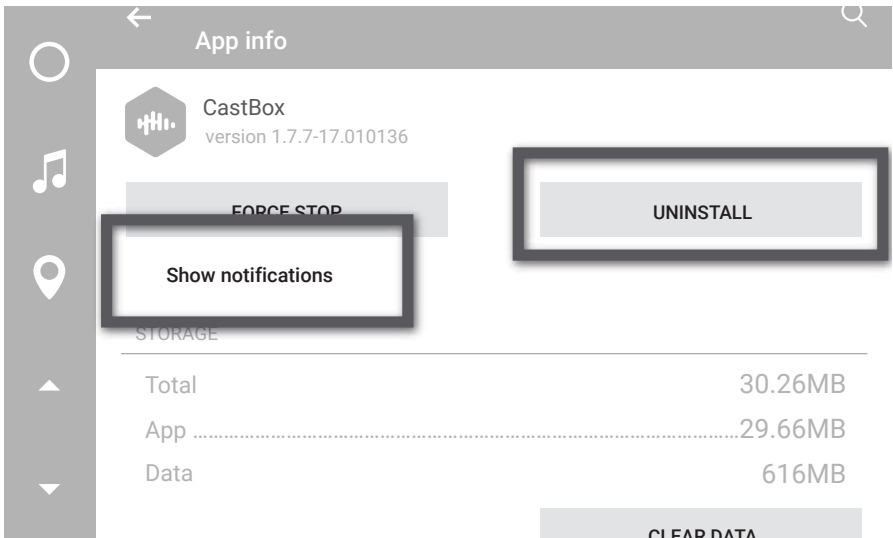 App info
CastBox
version 1.7.7-17.010136
FORCE STOP
UNINSTALL
Show notifications
STORAGE
Total 30.26MB
App ........................................................................................29.66MB
Data 616MB
CLEAR DATA